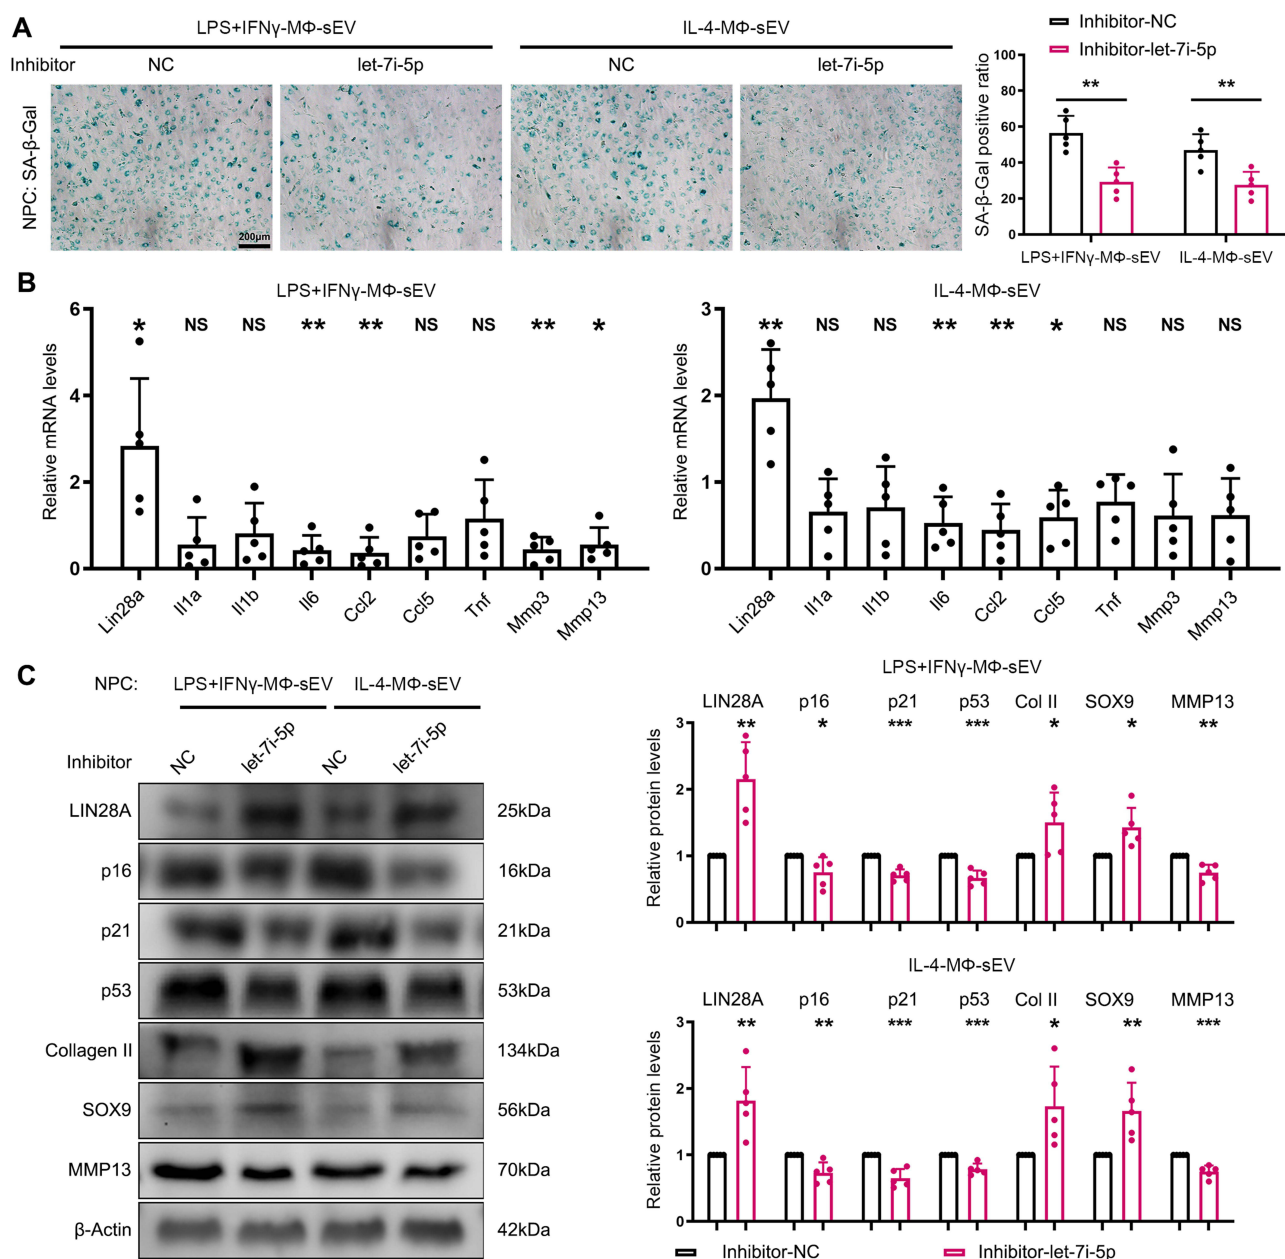 A
LPS+IFNγ-MΦ-sEV
IL-4-MΦ-sEV
Inhibitor
NC
let-7i-5p
NC
let-7i-5p
NPC: SA-β-Gal
200μm
Inhibitor-NC
Inhibitor-let-7i-5p
SA-β-Gal positive ratio
100
80
60
40
20
0
**
**
LPS+IFNγ-MΦ-sEV
IL-4-MΦ-sEV
B
LPS+IFNγ-MΦ-sEV
Relative mRNA levels
6
4
2
0
* NS NS ** ** NS NS ** *
Lin28a Il1a Il1b Il6 Ccl2 Ccl5 Tnf Mmp3 Mmp13
IL-4-MΦ-sEV
Relative mRNA levels
3
2
1
0
** NS NS ** ** * NS NS NS
Lin28a Il1a Il1b Il6 Ccl2 Ccl5 Tnf Mmp3 Mmp13
C
NPC:
LPS+IFNγ-MΦ-sEV
IL-4-MΦ-sEV
Inhibitor
NC
let-7i-5p
NC
let-7i-5p
LIN28A 25kDa
p16 16kDa
p21 21kDa
p53 53kDa
Collagen II 134kDa
SOX9 56kDa
MMP13 70kDa
β-Actin 42kDa
LPS+IFNγ-MΦ-sEV
LIN28A p16 p21 p53 Col II SOX9 MMP13
** * *** *** * * **
Relative protein levels
3
2
1
0
IL-4-MΦ-sEV
LIN28A p16 p21 p53 Col II SOX9 MMP13
** ** *** *** * ** ***
Relative protein levels
3
2
1
0
Inhibitor-NC
Inhibitor-let-7i-5p